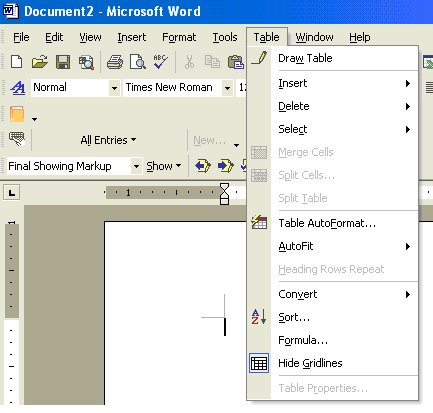 Document2 - Microsoft Word
File Edit View Insert Format Tools Table Window Help
Normal Times New Roman 12
All Entries New...
Final Showing Markup Show
1
Draw Table
Insert
Delete
Select
Merge Cells
Split Cells...
Split Table
Table AutoFormat...
AutoFit
Heading Rows Repeat
Convert
Sort...
Formula...
Hide Gridlines
Table Properties...